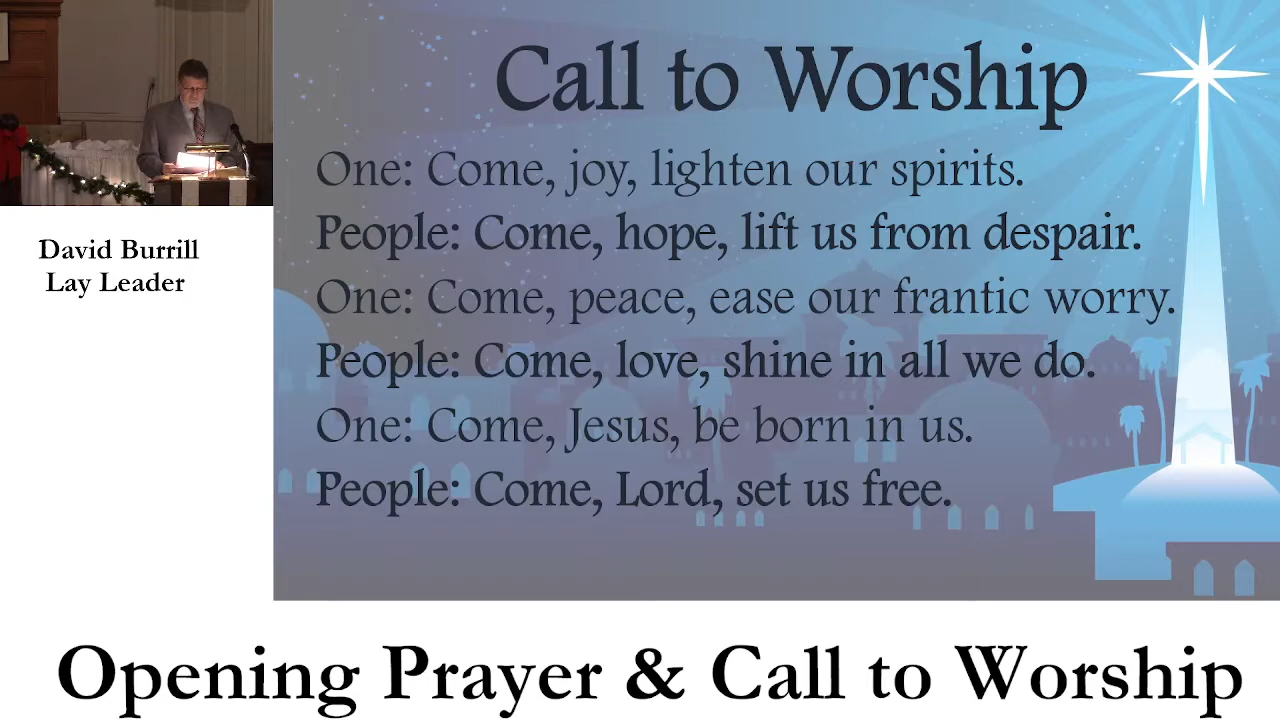 Call to Worship
One: Come, joy, lighten our spirits.
People: Come, hope, lift us from despair.
One: Come, peace, ease our frantic worry.
People: Come, love, shine in all we do.
One: Come, Jesus, be born in us.
People: Come, Lord, set us free.
David Burrill
Lay Leader
Opening Prayer & Call to Worship